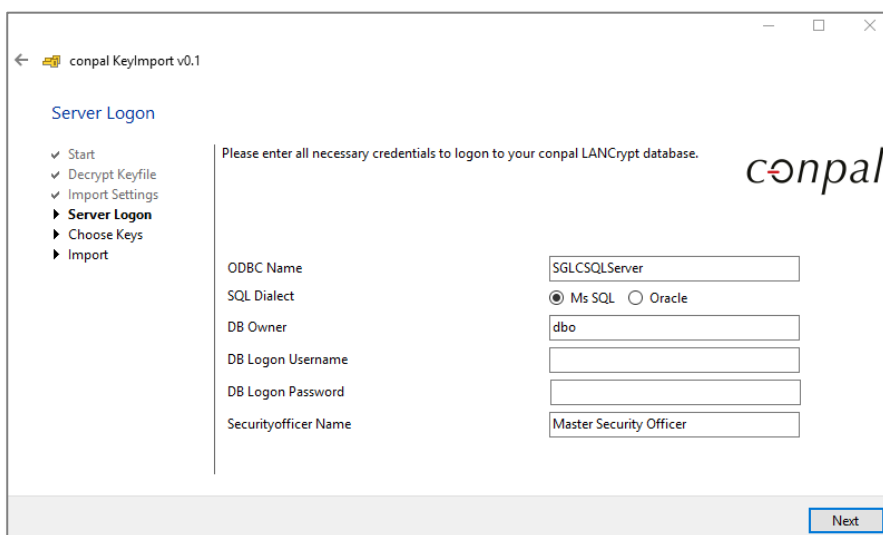 conpal KeyImport v0.1
Server Logon
Start
Decrypt Keyfile
Import Settings
Server Logon
Choose Keys
Import
Please enter all necessary credentials to logon to your conpal LANCrypt database.
conpal
ODBC Name SGLCSQLServer
SQL Dialect Ms SQL Oracle
DB Owner dbo
DB Logon Username
DB Logon Password
Securityofficer Name Master Security Officer
Next